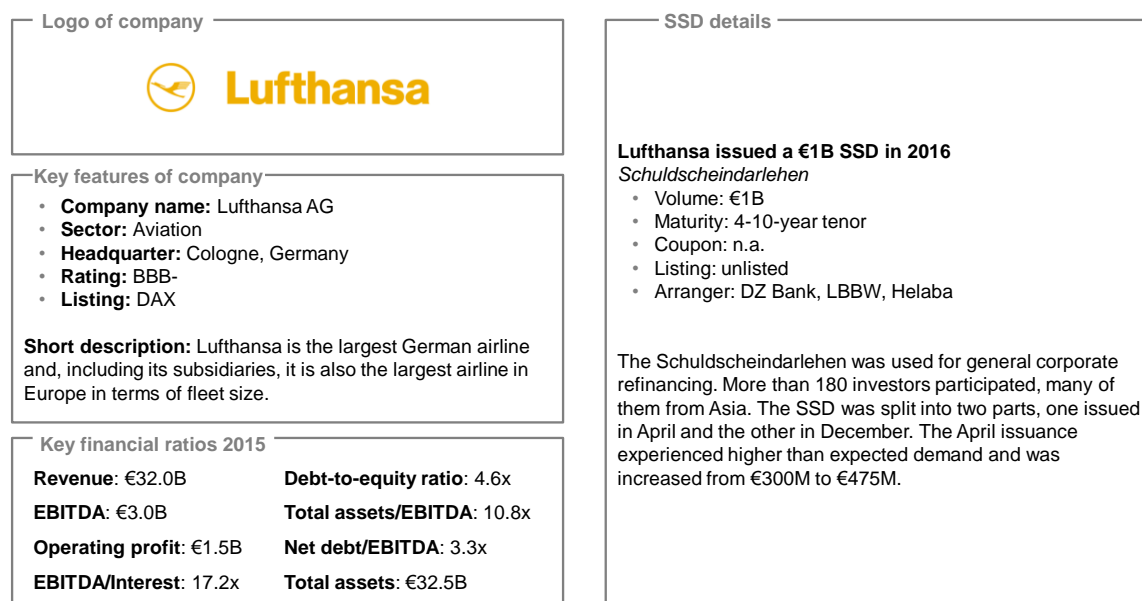 Logo of company
Lufthansa
Key features of company
• Company name: Lufthansa AG
• Sector: Aviation
• Headquarter: Cologne, Germany
• Rating: BBB-
• Listing: DAX
Short description: Lufthansa is the largest German airline
and, including its subsidiaries, it is also the largest airline in
Europe in terms of fleet size.
Key financial ratios 2015
Revenue: €32.0B Debt-to-equity ratio: 4.6x
EBITDA: €3.0B Total assets/EBITDA: 10.8x
Operating profit: €1.5B Net debt/EBITDA: 3.3x
EBITDA/Interest: 17.2x Total assets: €32.5B
SSD details
Lufthansa issued a €1B SSD in 2016
Schuldscheindarlehen
• Volume: €1B
• Maturity: 4-10-year tenor
• Coupon: n.a.
• Listing: unlisted
• Arranger: DZ Bank, LBBW, Helaba
The Schuldscheindarlehen was used for general corporate
refinancing. More than 180 investors participated, many of
them from Asia. The SSD was split into two parts, one issued
in April and the other in December. The April issuance
experienced higher than expected demand and was
increased from €300M to €475M.